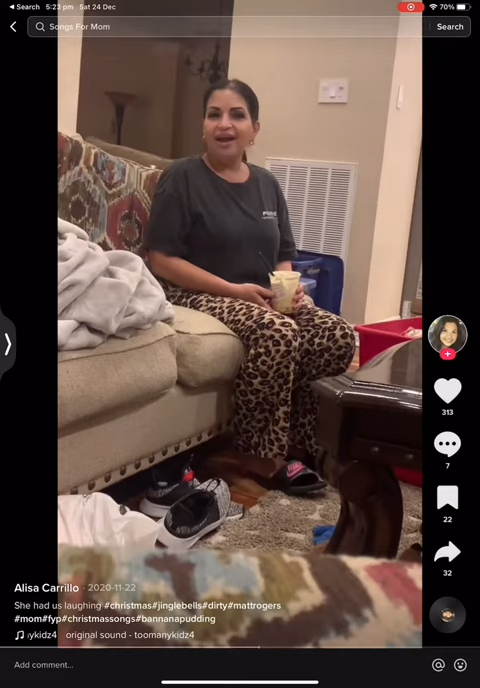 Search 5:23 pm Sat 24 Dec 70%
Songs For Mom Search
PINK
313
7
22
32
Alisa Carrillo · 2020-11-22
She had us laughing #christmas#jinglebells#dirty#mattrogers
#mom#fyp#christmassongs#bannanapudding
ykidz4 original sound - toomanykidz4
Add comment...